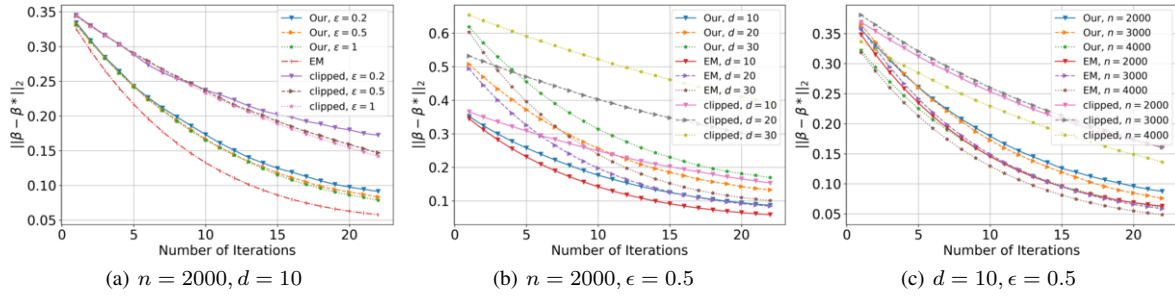 0.35
0.30
0.25
0.20
0.15
0.10
0.05
||β − β*||₂
0 5 10 15 20
Number of Iterations
Our, ε = 0.2
Our, ε = 0.5
Our, ε = 1
EM
clipped, ε = 0.2
clipped, ε = 0.5
clipped, ε = 1
(a) n = 2000, d = 10
0.6
0.5
0.4
0.3
0.2
0.1
||β − β*||₂
0 5 10 15 20
Number of Iterations
Our, d = 10
Our, d = 20
Our, d = 30
EM, d = 10
EM, d = 20
EM, d = 30
clipped, d = 10
clipped, d = 20
clipped, d = 30
(b) n = 2000, ϵ = 0.5
0.35
0.30
0.25
0.20
0.15
0.10
0.05
||β − β*||₂
0 5 10 15 20
Number of Iterations
Our, n = 2000
Our, n = 3000
Our, n = 4000
EM, n = 2000
EM, n = 3000
EM, n = 4000
clipped, n = 2000
clipped, n = 3000
clipped, n = 4000
(c) d = 10, ϵ = 0.5